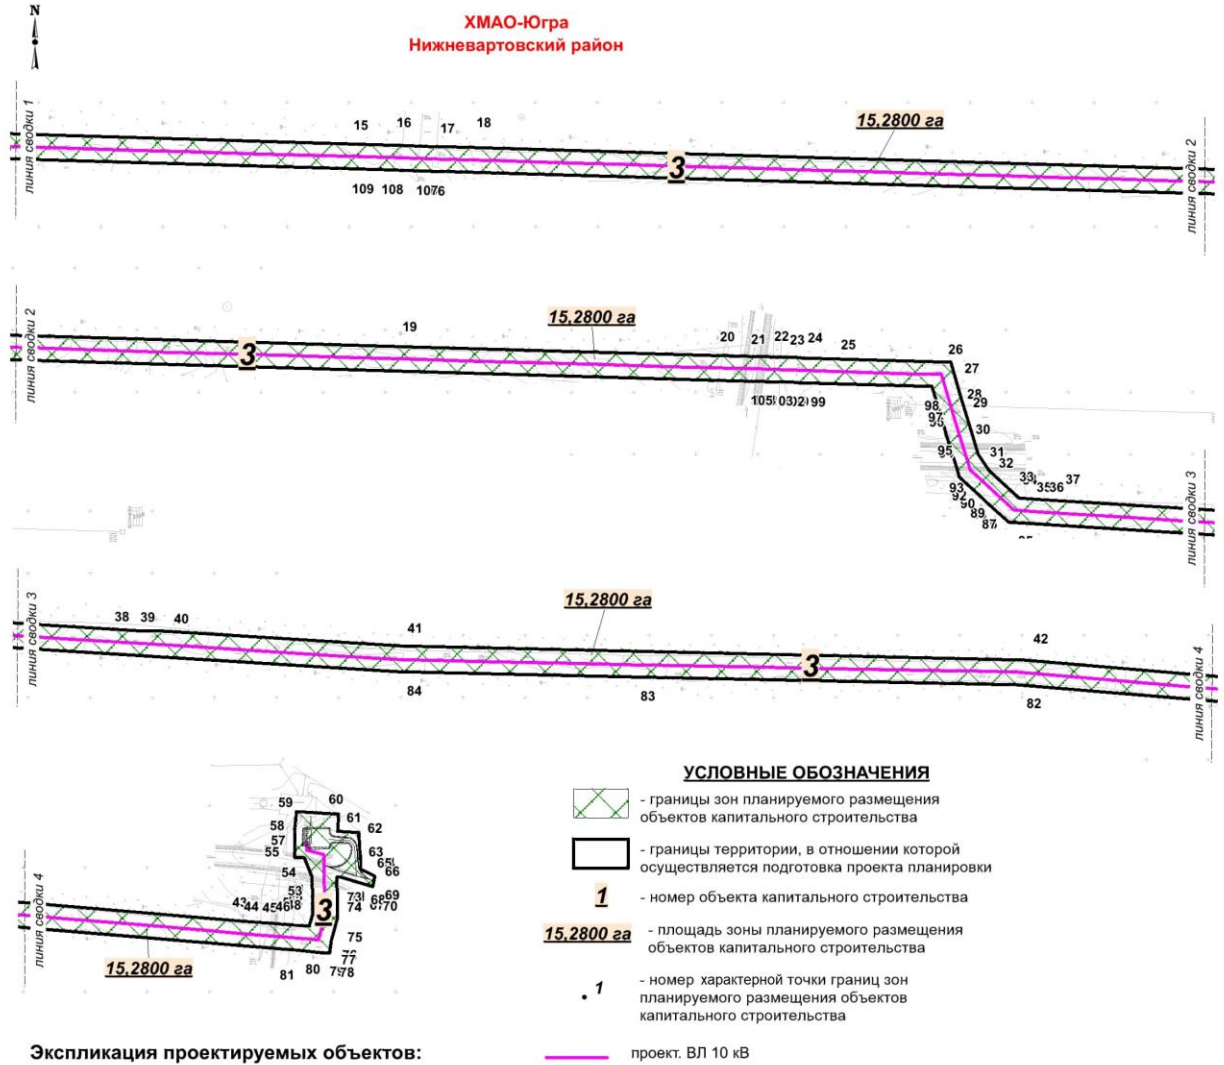 N
ХМАО-Югра
Нижневартовский район
линия сводки 1
15 16 17 18
15,2800 га
3
109 108 107
линия сводки 2
линия сводки 2
3
19
15,2800 га
20 21 22 23 24 25 26
27
28
29
30
31
32
33 35 36 37
105 99
98
97
95
93
92
90
89
87
линия сводки 3
линия сводки 3
38 39 40 41
15,2800 га
3
42
84 83 82
линия сводки 4
линия сводки 4
59 60
61
58 62
57
55 63
65
66
54
53
43 44 45 46
73 68 69
74 70
3
75
77
78
81 80
15,2800 га
УСЛОВНЫЕ ОБОЗНАЧЕНИЯ
- границы зон планируемого размещения
объектов капитального строительства
- границы территории, в отношении которой
осуществляется подготовка проекта планировки
1 - номер объекта капитального строительства
15,2800 га - площадь зоны планируемого размещения
объектов капитального строительства
1 - номер характерной точки границ зон
планируемого размещения объектов
капитального строительства
проект. ВЛ 10 кВ
Экспликация проектируемых объектов: